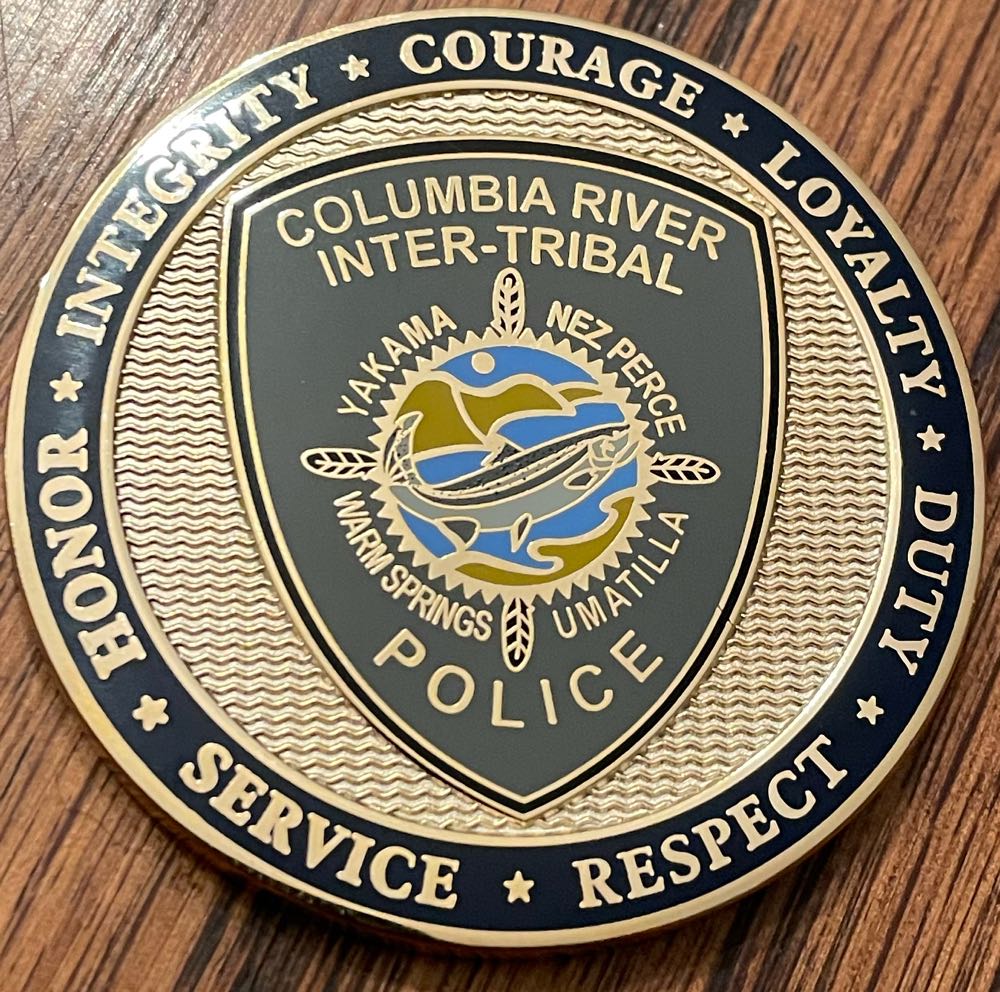 HONOR ★ INTEGRITY ★ COURAGE ★ LOYALTY ★ DUTY ★ RESPECT ★ SERVICE ★
COLUMBIA RIVER
INTER-TRIBAL
YAKAMA
NEZ PERCE
WARM SPRINGS
UMATILLA
POLICE